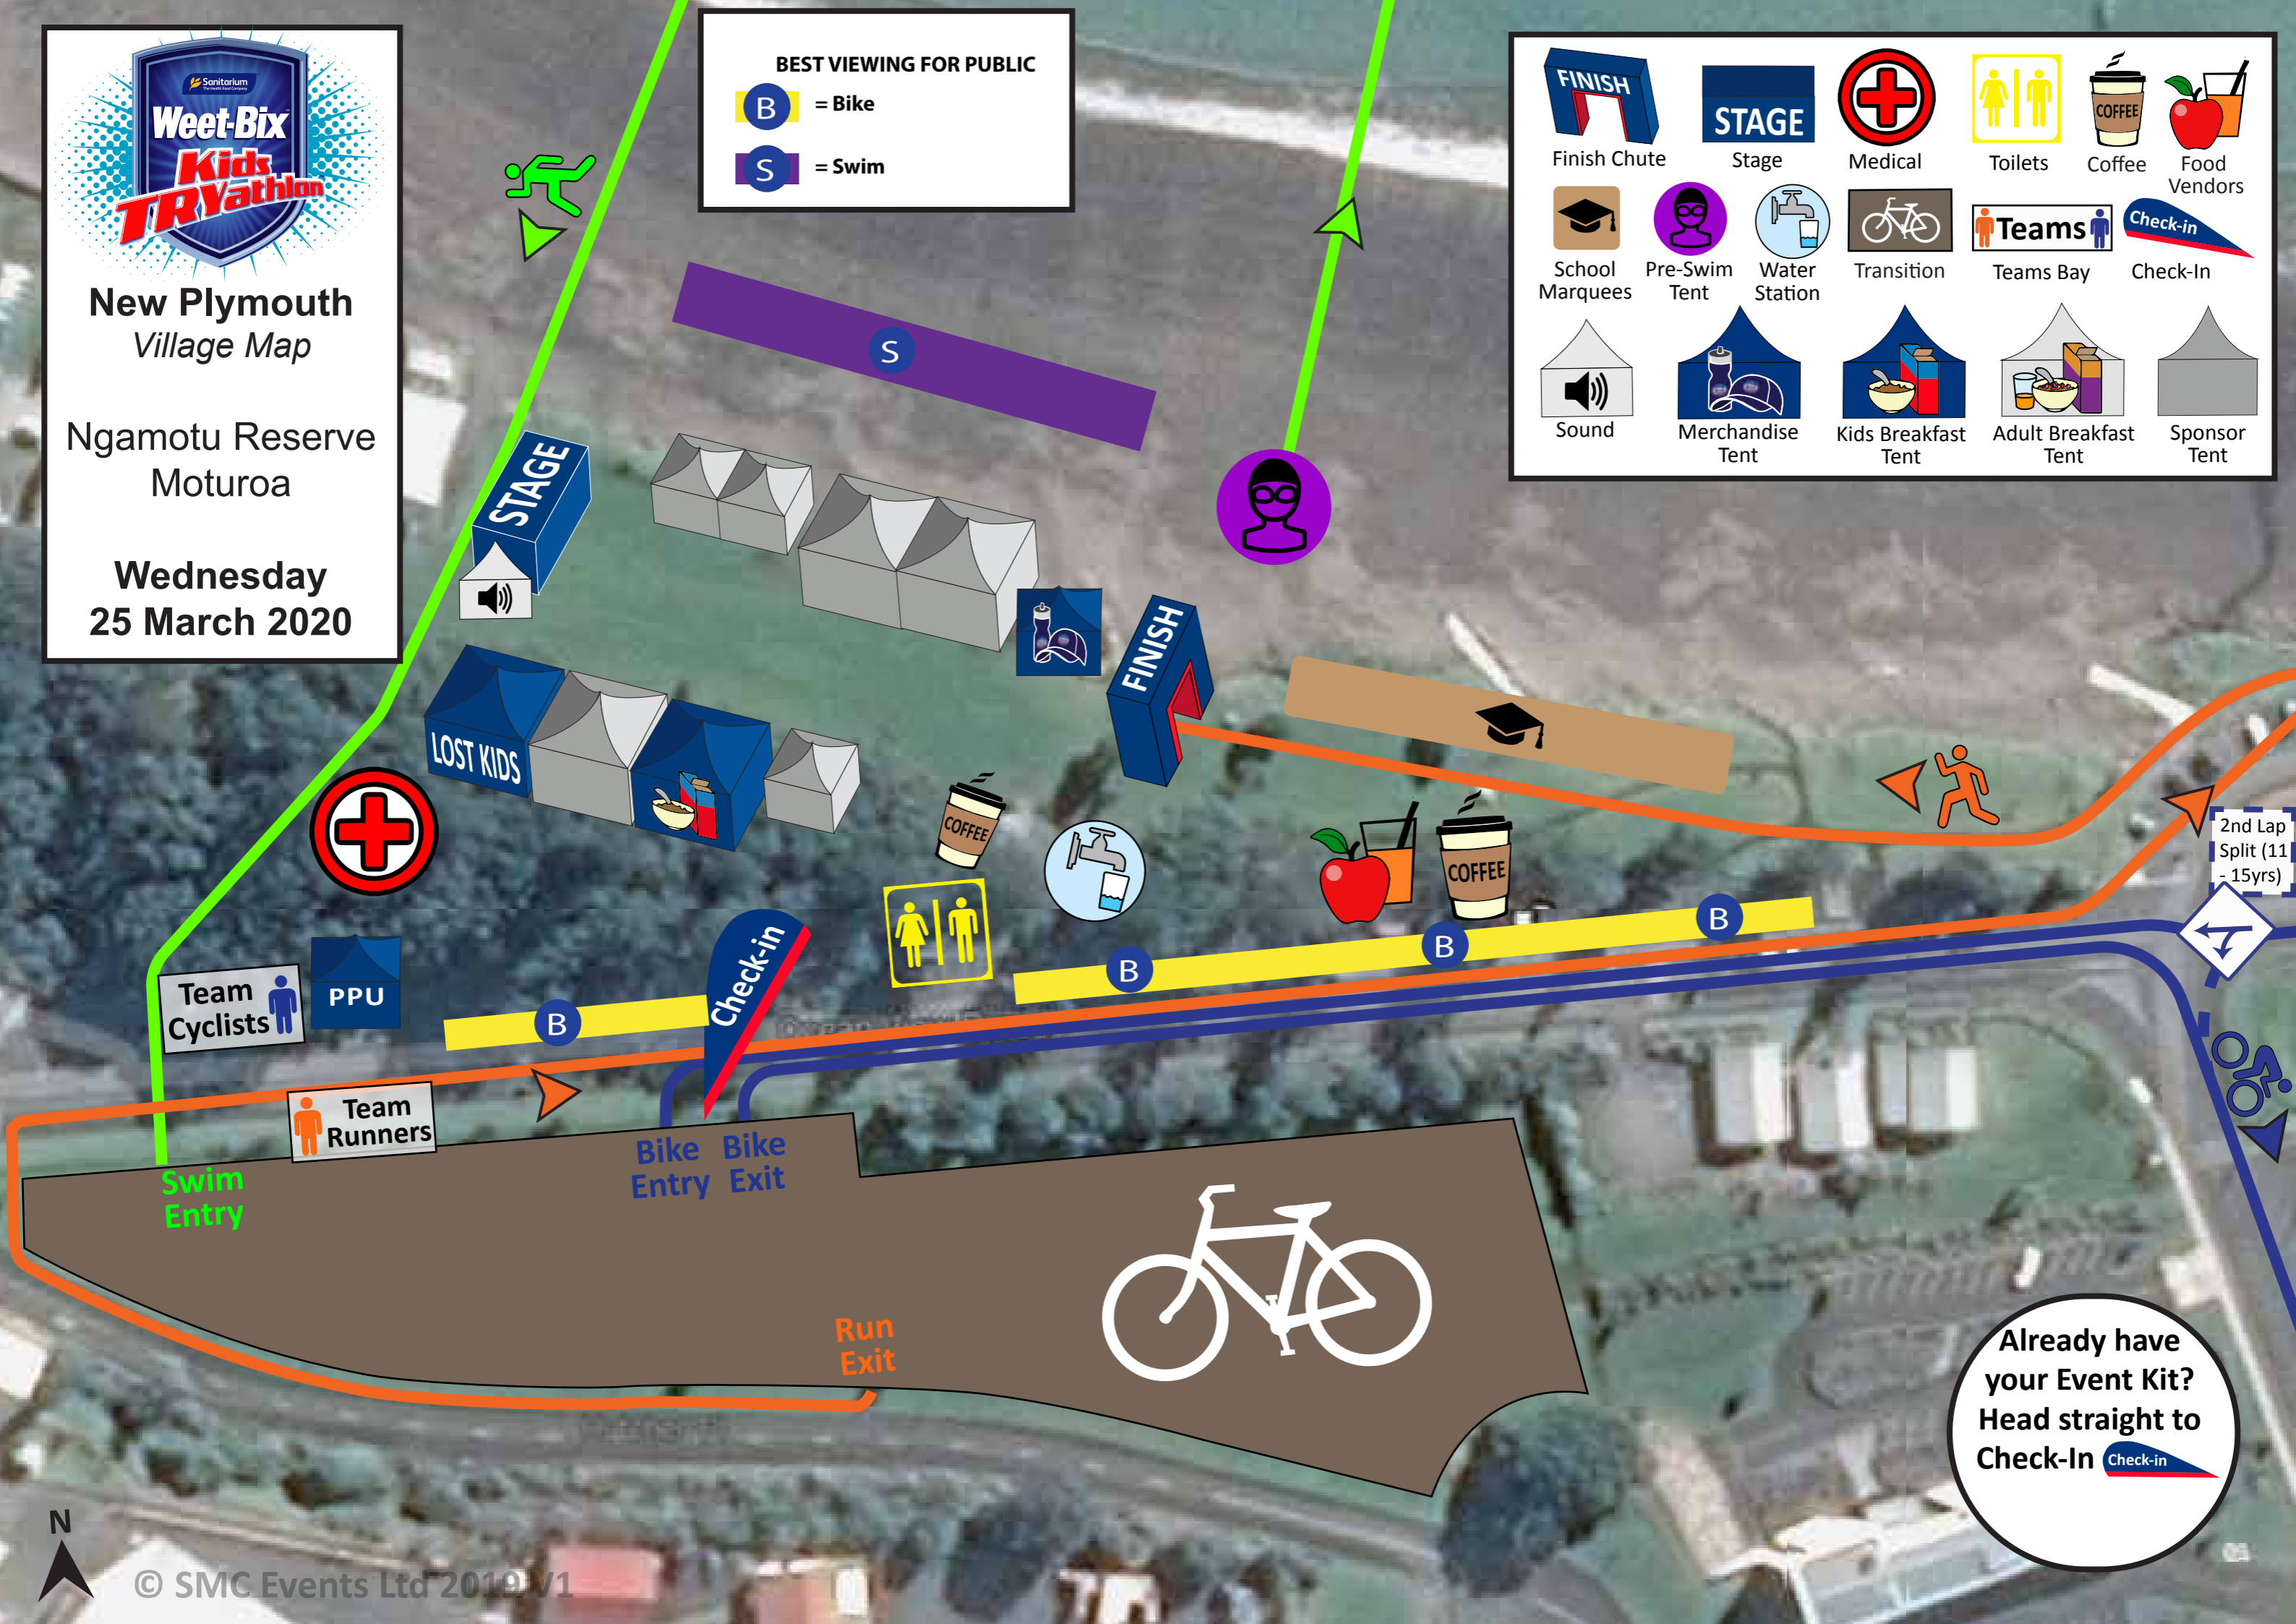 Sanitarium
The Health Food Company
Weet-Bix
Kids
TRYathlon
New Plymouth
Village Map
Ngamotu Reserve
Moturoa
Wednesday
25 March 2020
BEST VIEWING FOR PUBLIC
B = Bike
S = Swim
FINISH
STAGE
COFFEE
Finish Chute
Stage
Medical
Toilets
Coffee
Food
Vendors
Teams
Check-in
School
Marquees
Pre-Swim
Tent
Water
Station
Transition
Teams Bay
Check-In
Sound
Merchandise
Tent
Kids Breakfast
Tent
Adult Breakfast
Tent
Sponsor
Tent
S
STAGE
FINISH
LOST KIDS
COFFEE
COFFEE
2nd Lap
Split (11
- 15yrs)
B
B
B
B
Check-in
Team
Cyclists
PPU
Team
Runners
Swim
Entry
Bike
Entry
Bike
Exit
Run
Exit
Already have
your Event Kit?
Head straight to
Check-In Check-in
N
© SMC Events Ltd 2019 V1